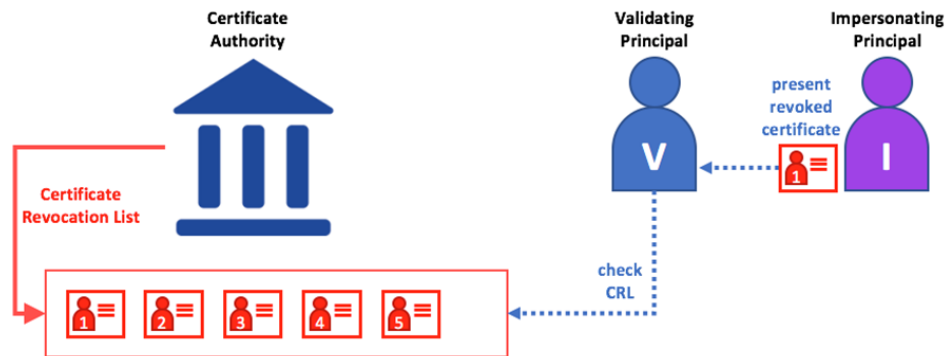 Certificate
Authority
Validating
Principal
Impersonating
Principal
present
revoked
certificate
V
1
I
Certificate
Revocation List
check
CRL
1
2
3
4
5